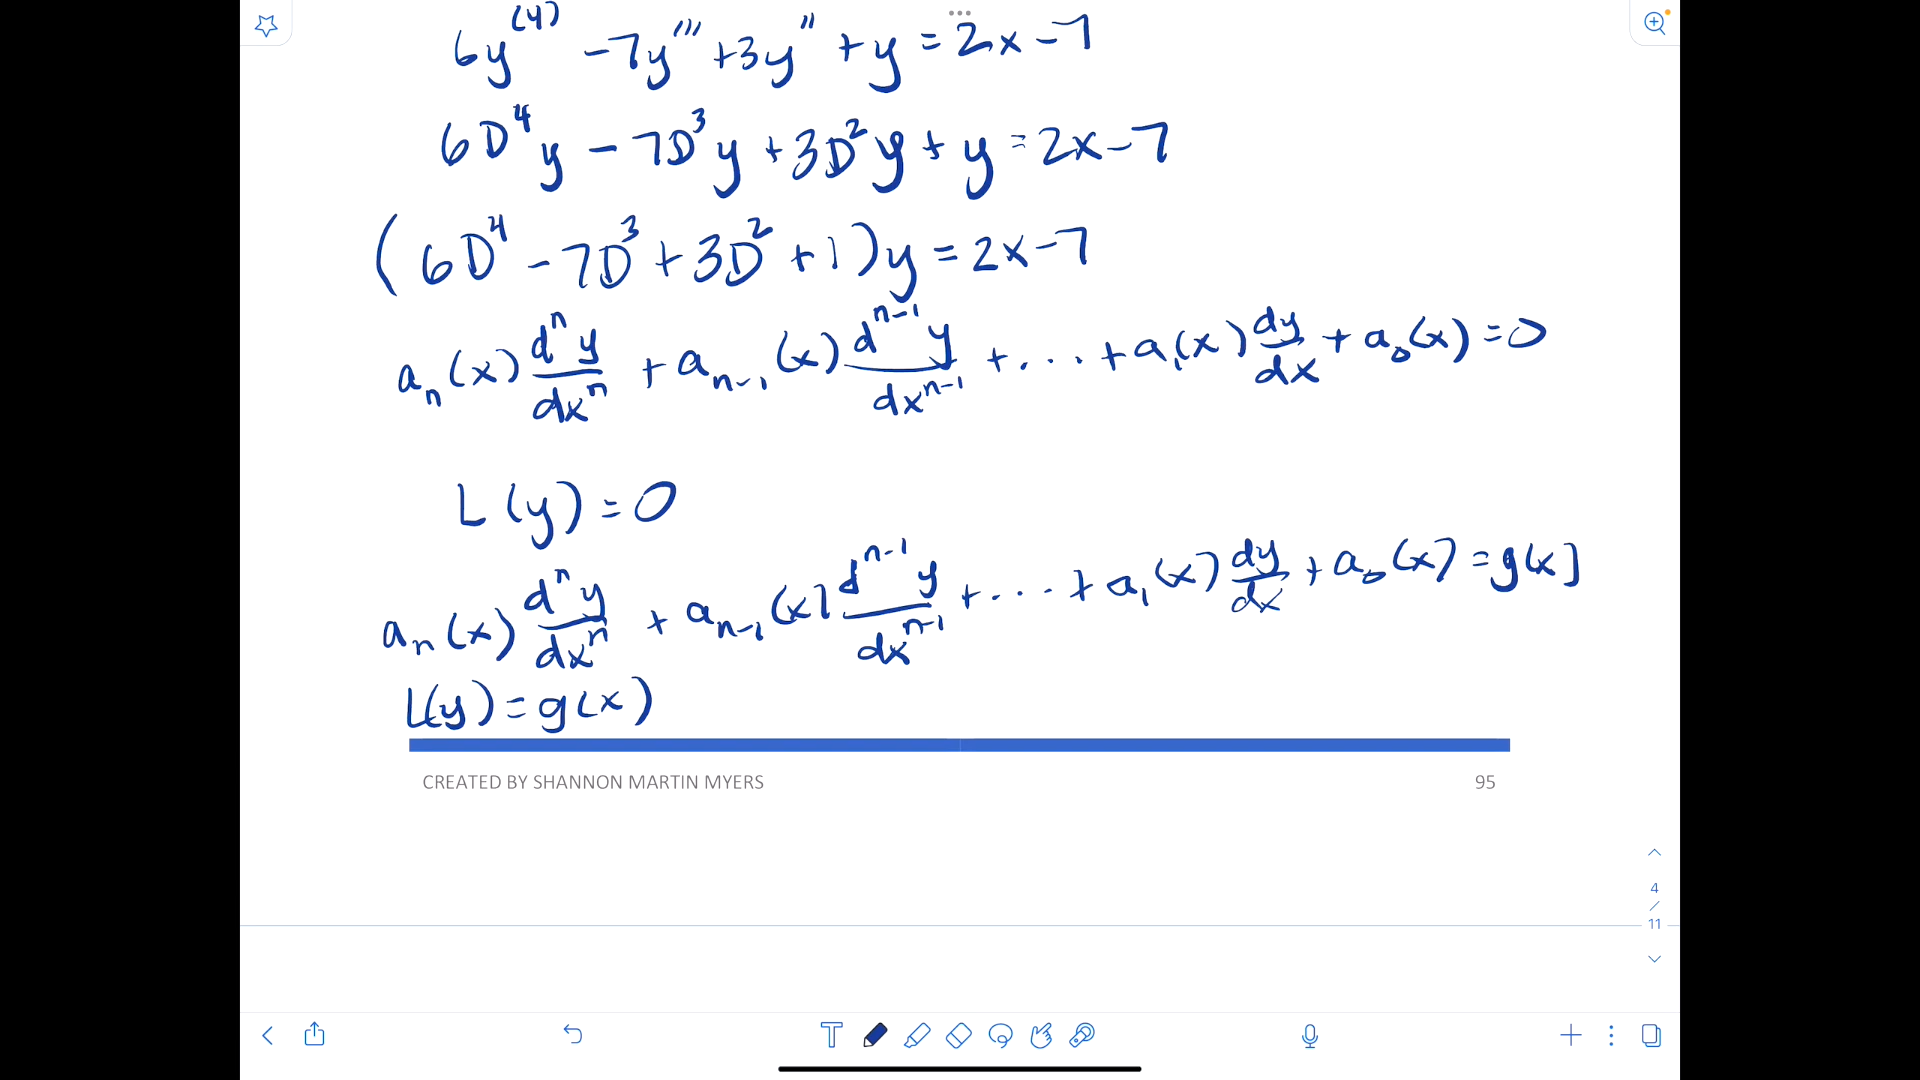 6y⁽⁴⁾ - 7y''' + 3y'' + y = 2x - 7
6D⁴y - 7D³y + 3D²y + y = 2x - 7
(6D⁴ - 7D³ + 3D² + 1)y = 2x - 7
aₙ(x) dⁿy/dxⁿ + aₙ₋₁(x) dⁿ⁻¹y/dxⁿ⁻¹ + ... + a₁(x) dy/dx + a₀(x) = 0
L(y) = 0
aₙ(x) dⁿy/dxⁿ + aₙ₋₁(x) dⁿ⁻¹y/dxⁿ⁻¹ + ... + a₁(x) dy/dx + a₀(x) = g(x)
L(y) = g(x)
CREATED BY SHANNON MARTIN MYERS 95
4
/
11
T